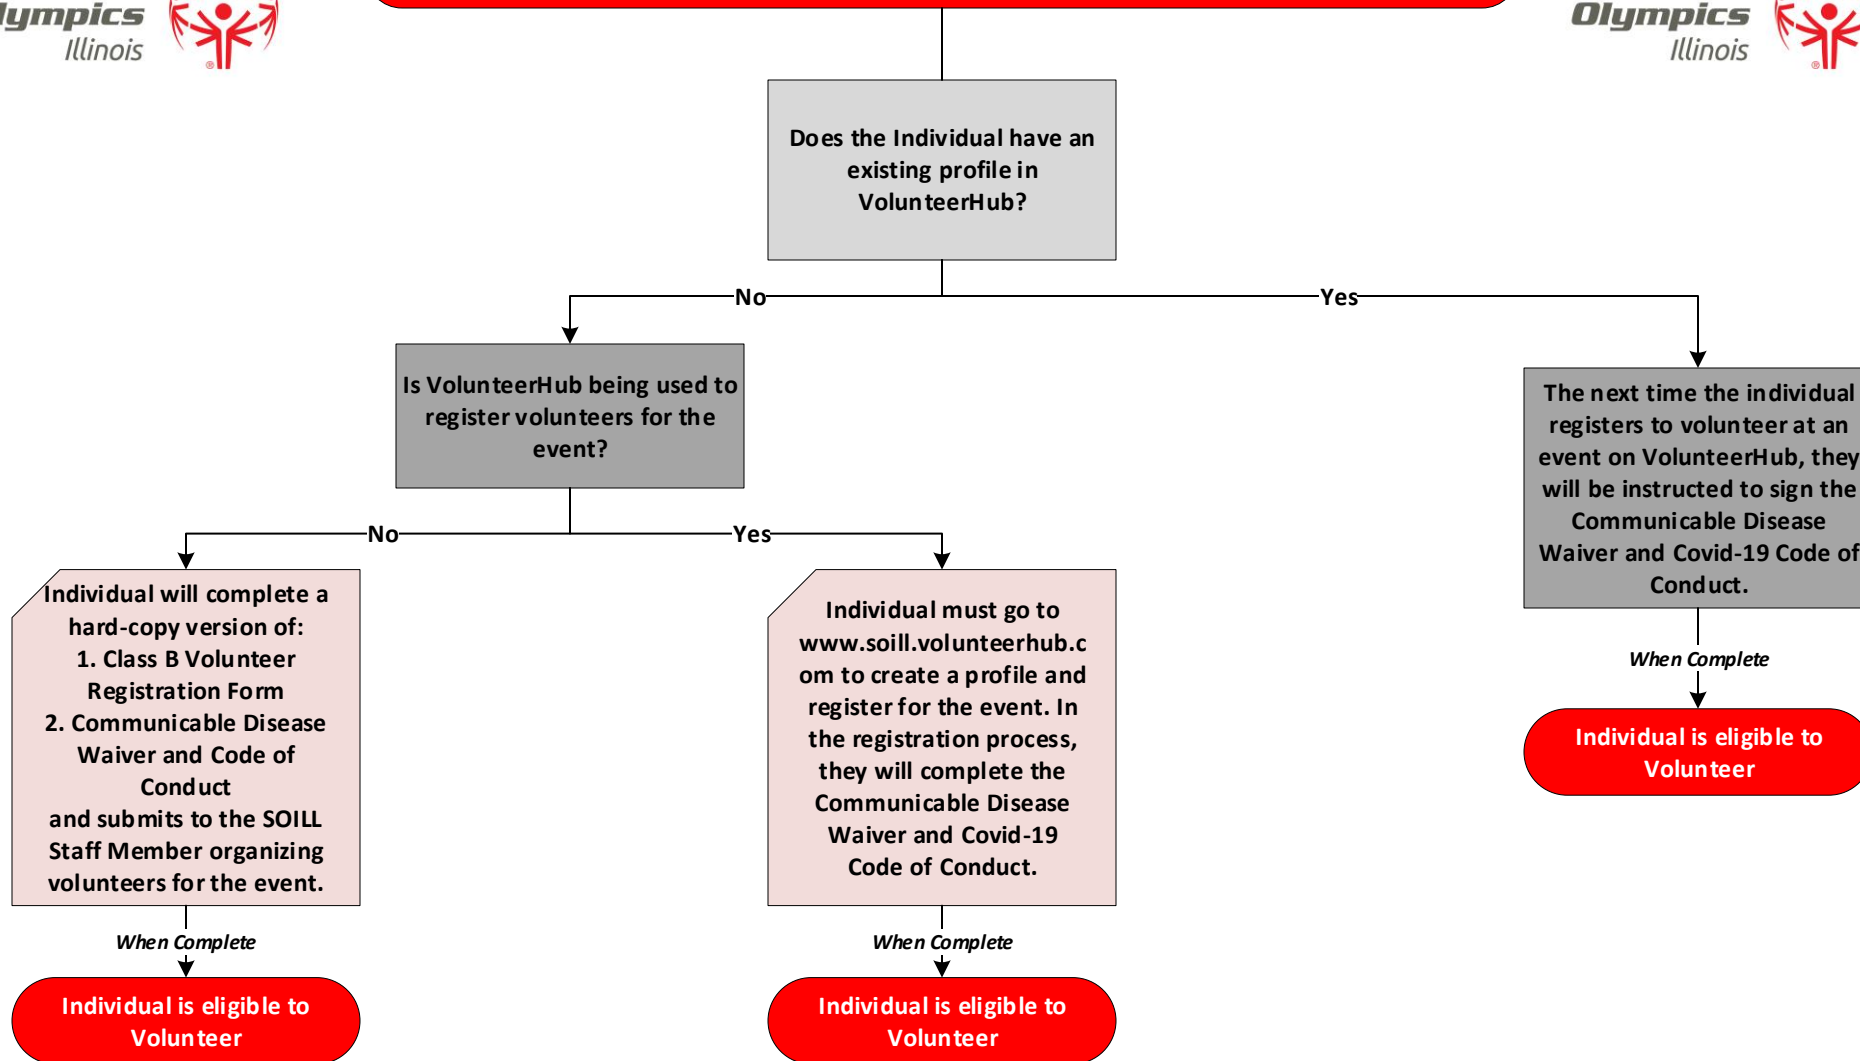 Illinois
Olympics
Illinois
Does the Individual have an
existing profile in
VolunteerHub?
No
Yes
Is VolunteerHub being used to
register volunteers for the
event?
The next time the individual
registers to volunteer at an
event on VolunteerHub, they
will be instructed to sign the
Communicable Disease
Waiver and Covid-19 Code of
Conduct.
No
Yes
Individual will complete a
hard-copy version of:
1. Class B Volunteer
Registration Form
2. Communicable Disease
Waiver and Code of
Conduct
and submits to the SOILL
Staff Member organizing
volunteers for the event.
Individual must go to
www.soill.volunteerhub.c
om to create a profile and
register for the event. In
the registration process,
they will complete the
Communicable Disease
Waiver and Covid-19
Code of Conduct.
When Complete
Individual is eligible to
Volunteer
When Complete
Individual is eligible to
Volunteer
When Complete
Individual is eligible to
Volunteer